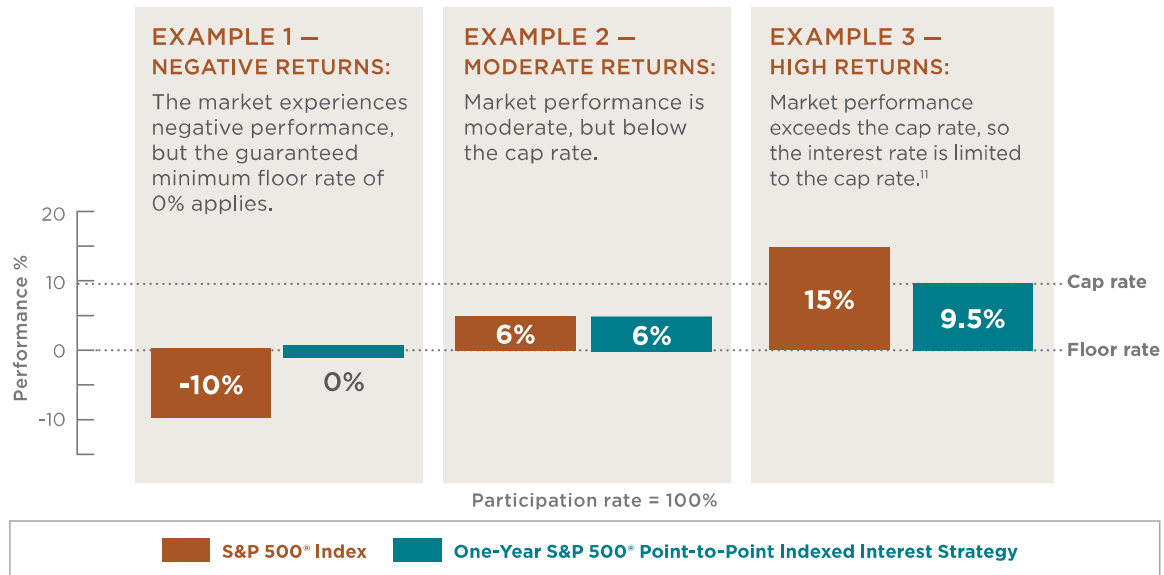 EXAMPLE 1 —
NEGATIVE RETURNS:
The market experiences
negative performance,
but the guaranteed
minimum floor rate of
0% applies.
EXAMPLE 2 —
MODERATE RETURNS:
Market performance is
moderate, but below
the cap rate.
EXAMPLE 3 —
HIGH RETURNS:
Market performance
exceeds the cap rate, so
the interest rate is limited
to the cap rate.¹¹
Performance %
20
10
0
-10
-10%
0%
6%
6%
15%
9.5%
Cap rate
Floor rate
Participation rate = 100%
S&P 500® Index
One-Year S&P 500® Point-to-Point Indexed Interest Strategy